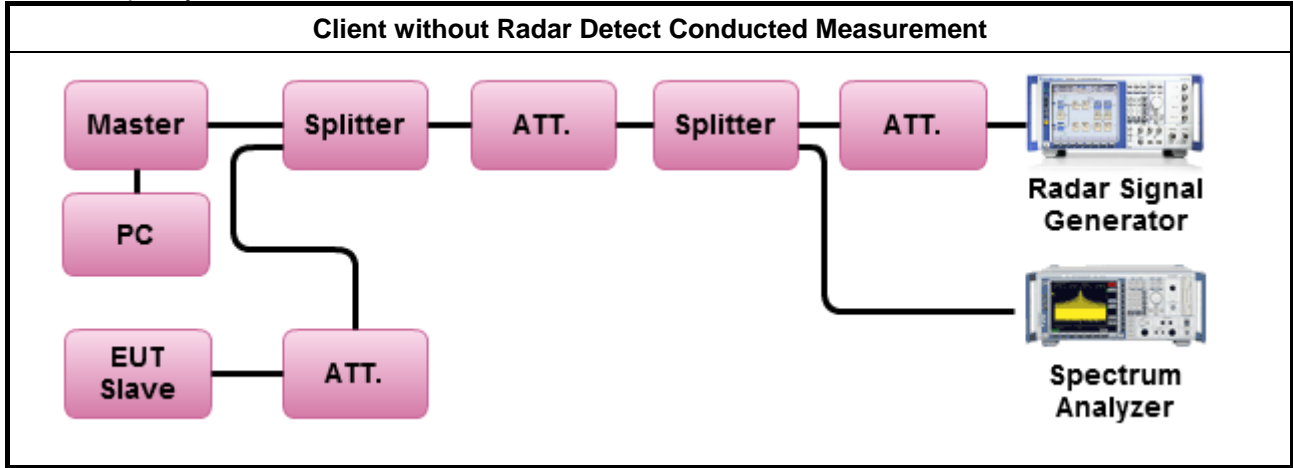 Client without Radar Detect Conducted Measurement
Master
Splitter
ATT.
Splitter
ATT.
Radar Signal
Generator
PC
EUT
Slave
ATT.
Spectrum
Analyzer